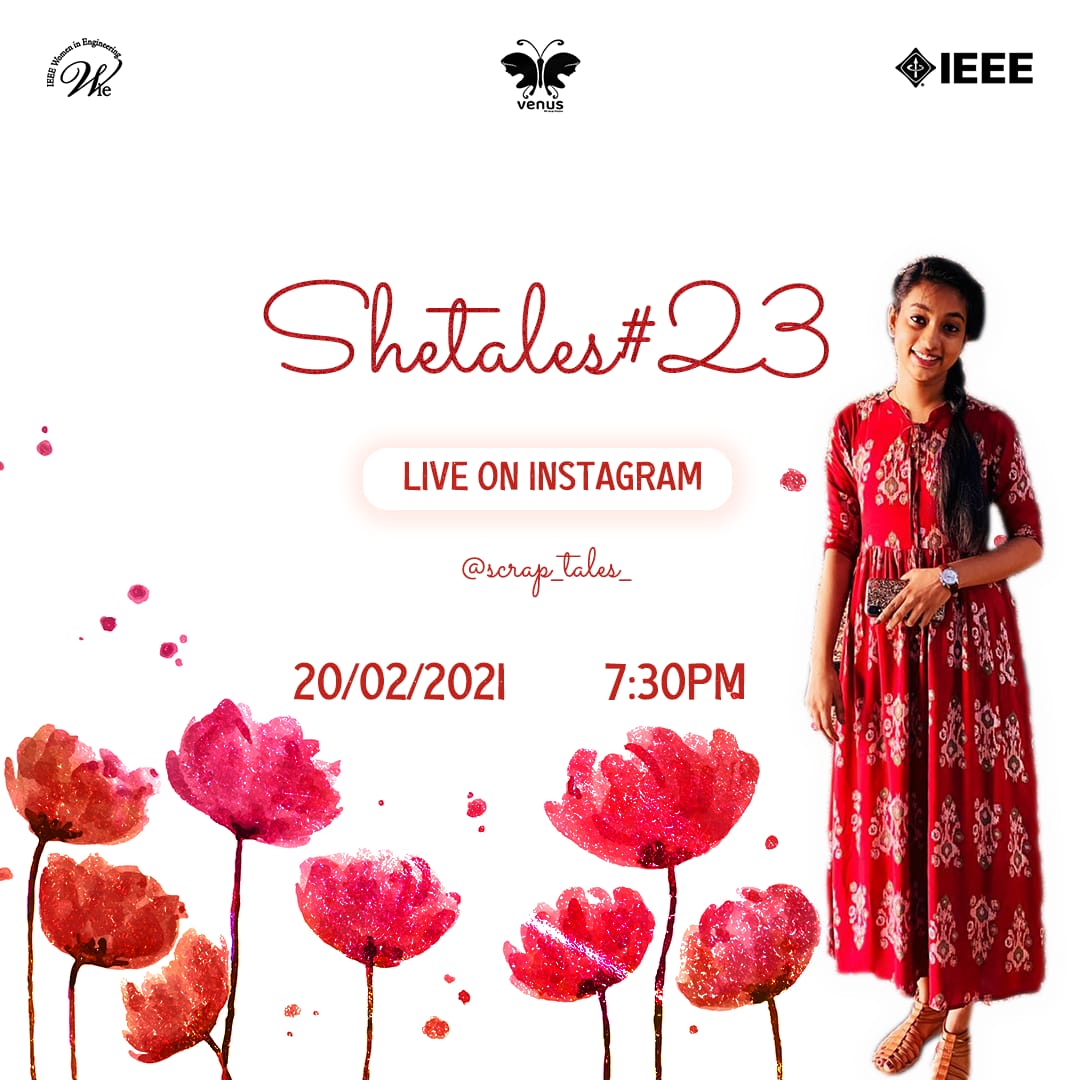 IEEE Women in Engineering
WIe
venus
IEEE
Shetales#23
LIVE ON INSTAGRAM
@scrap_tales_
20/02/2021 7:30PM